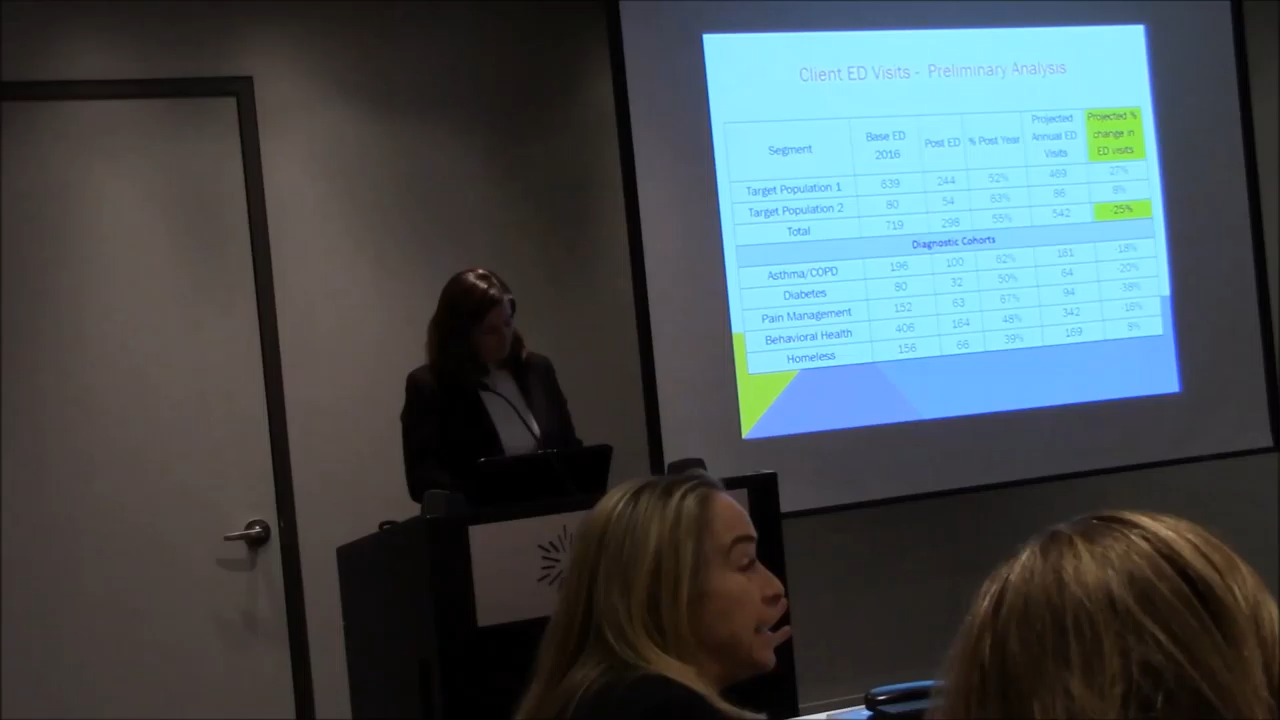 Client ED Visits - Preliminary Analysis
Segment Base ED 2016 Post ED % Post Year Projected Annual ED Visits Projected % change in ED visits
Target Population 1 639 244 52% 469 27%
Target Population 2 80 54 63% 86 8%
Total 719 298 55% 542 -25%
Diagnostic Cohorts
Asthma/COPD 196 100 62% 161 -18%
Diabetes 80 32 50% 64 -20%
Pain Management 152 63 67% 94 -38%
Behavioral Health 406 164 48% 342 -16%
Homeless 156 66 39% 169 8%